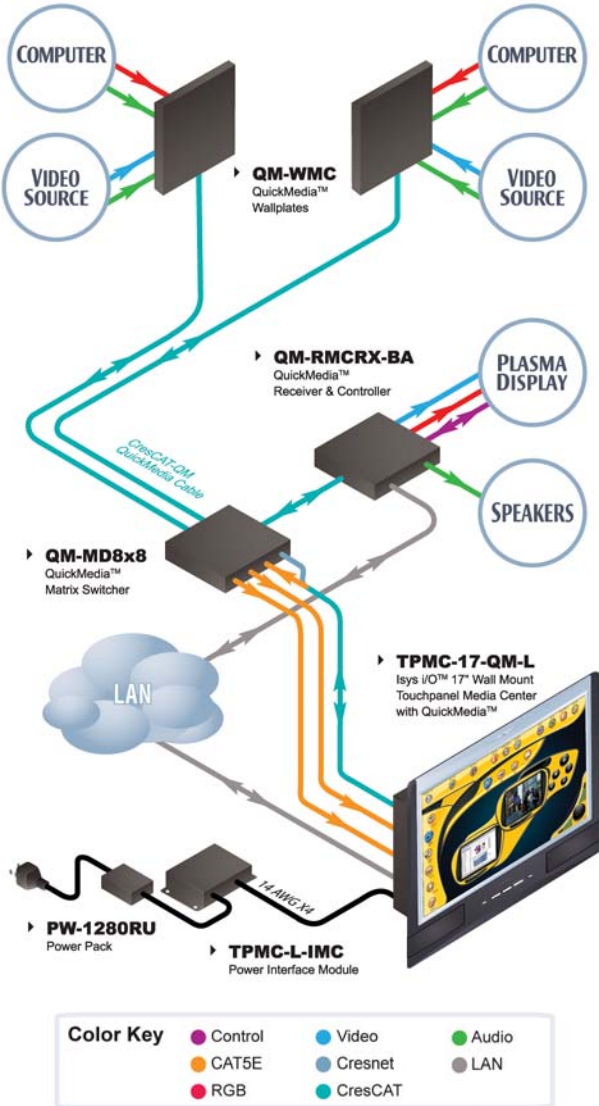 COMPUTER
COMPUTER
VIDEO
SOURCE
VIDEO
SOURCE
QM-WMC
QuickMedia™
Wallplates
QM-RMCRX-BA
QuickMedia™
Receiver & Controller
PLASMA
DISPLAY
CresCAT-QM
QuickMedia Cable
SPEAKERS
QM-MD8x8
QuickMedia™
Matrix Switcher
LAN
TPMC-17-QM-L
Isys i/O™ 17" Wall Mount
Touchpanel Media Center
with QuickMedia™
14 AWG X4
PW-1280RU
Power Pack
TPMC-L-IMC
Power Interface Module
Color Key
Control
Video
Audio
CAT5E
Cresnet
LAN
RGB
CresCAT